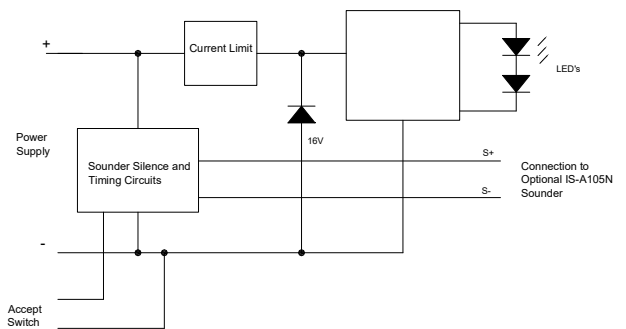 +
Current Limit
LED's
Power
Supply
16V
Sounder Silence and
Timing Circuits
S+
S-
Connection to
Optional IS-A105N
Sounder
-
Accept
Switch